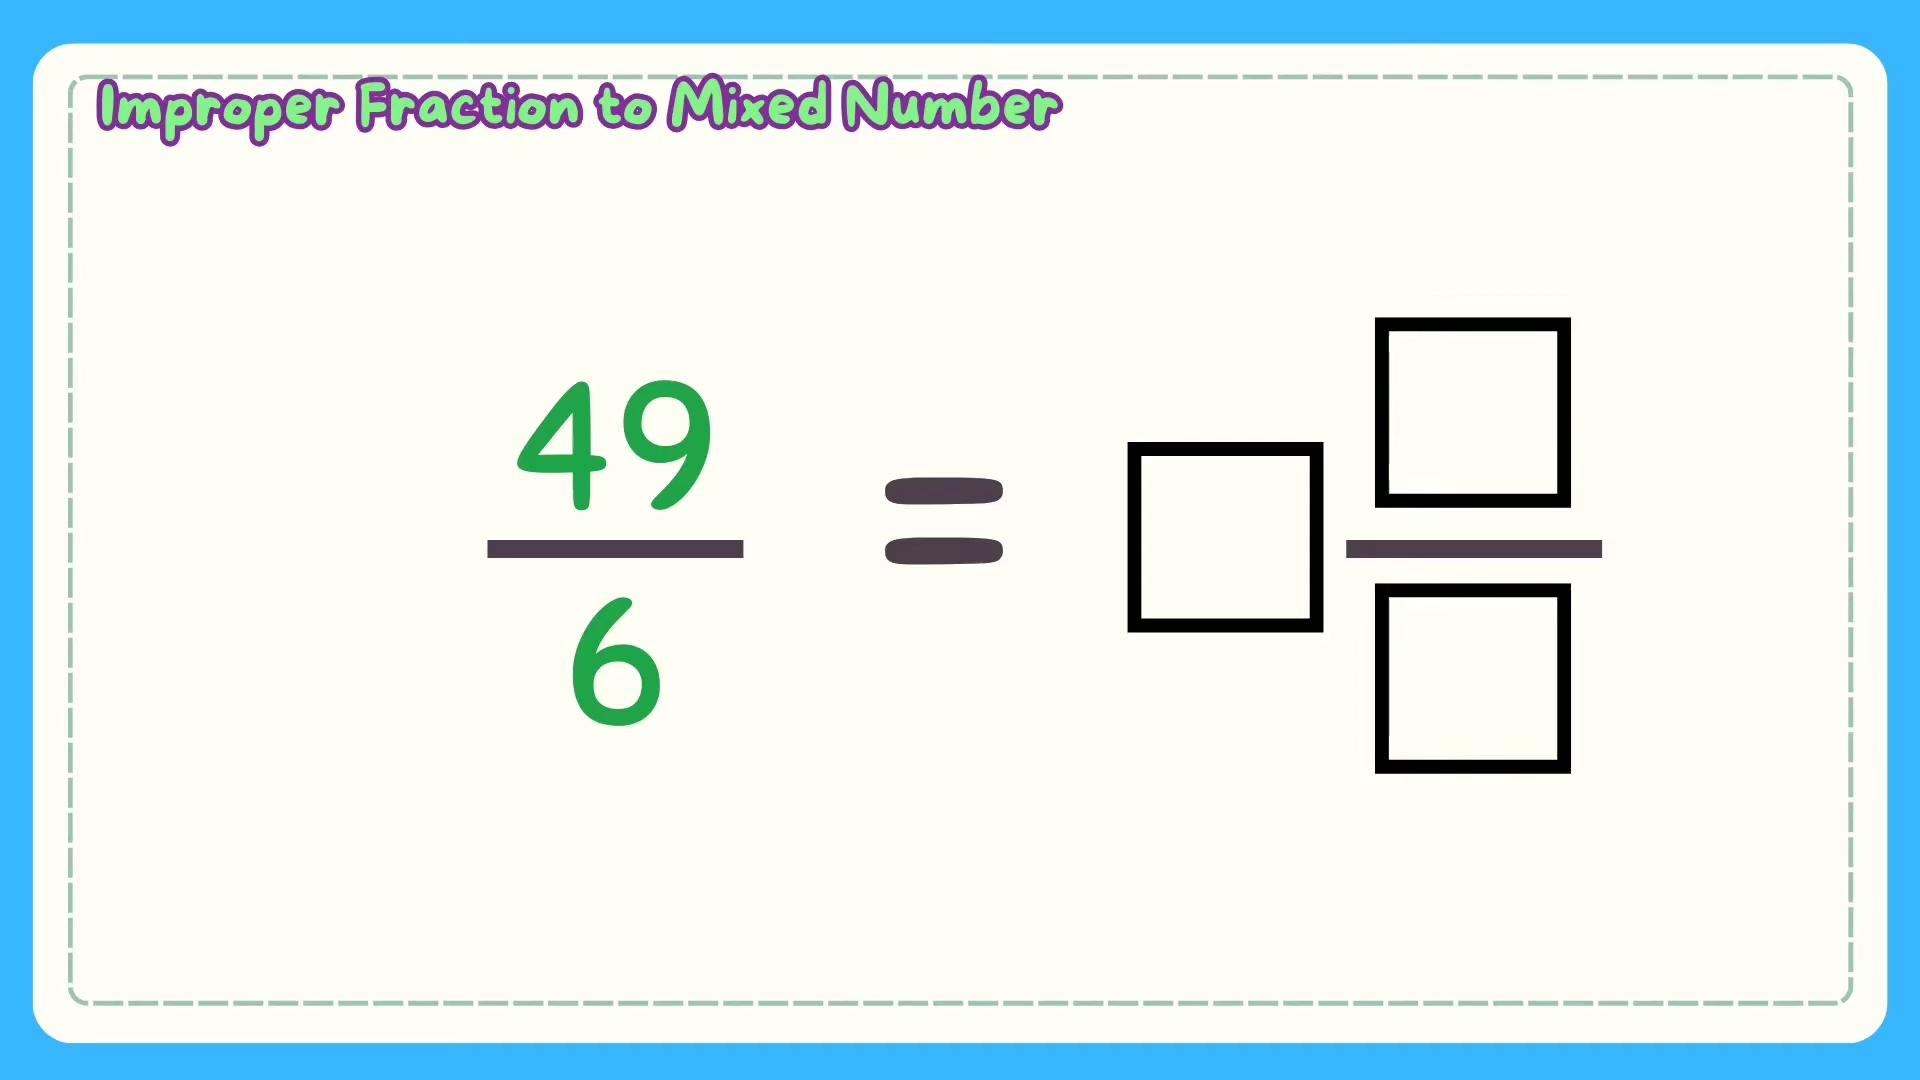 Improper Fraction to Mixed Number
49
=
6